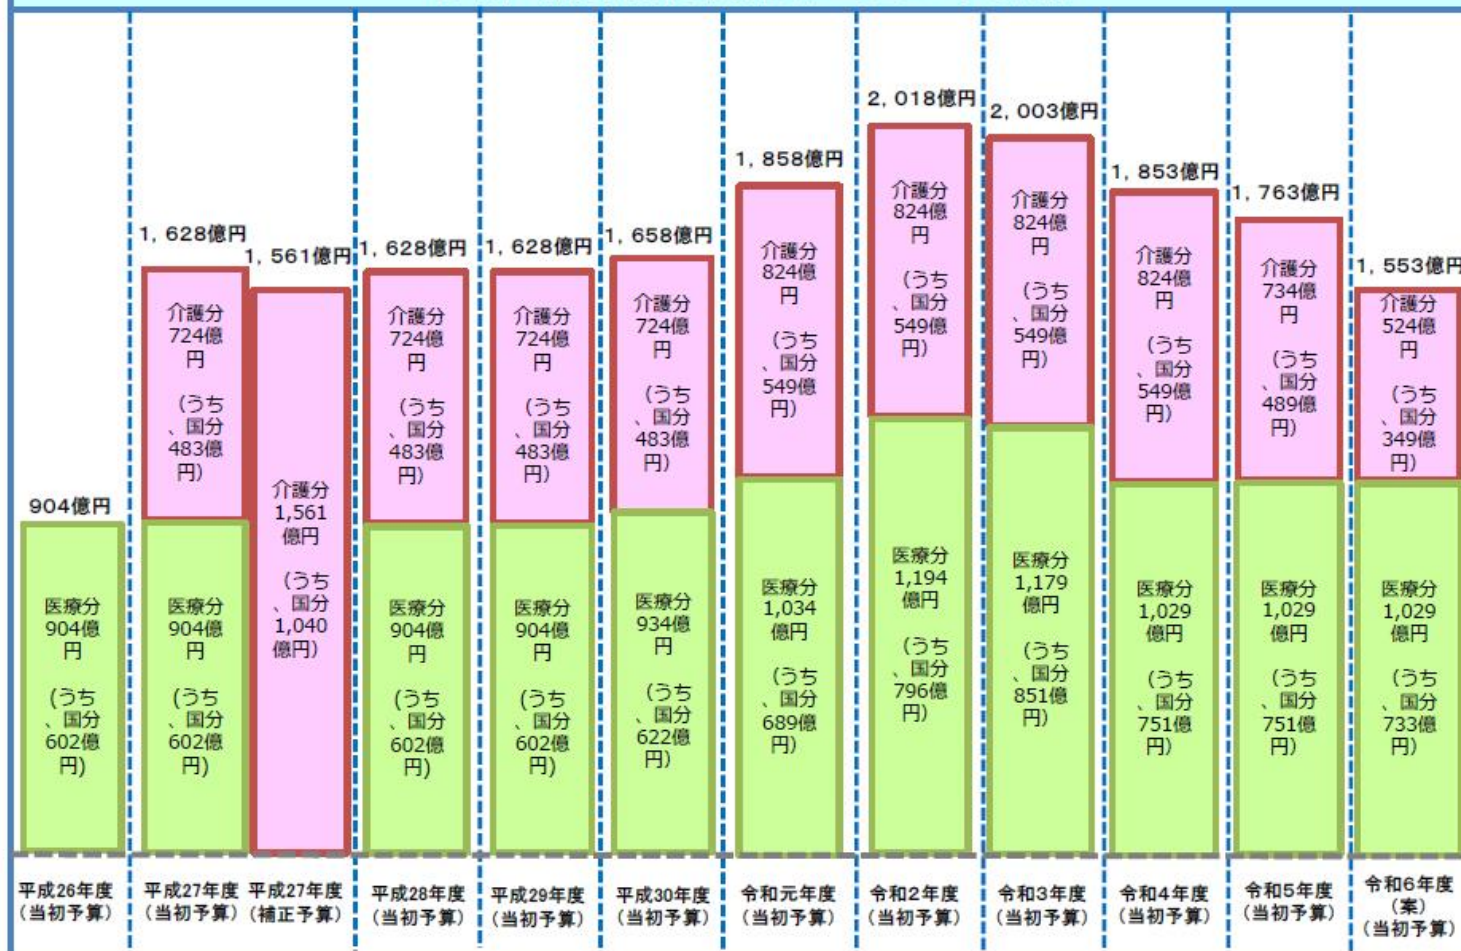 904億円
医療分
904億
円
(うち
、国分
602億
円)
平成26年度
(当初予算)
1，628億円
介護分
724億
円
(うち
、国分
483億
円)
医療分
904億
円
(うち
、国分
602億
円)
平成27年度
(当初予算)
1，561億円
介護分
1,561
億円
(うち
、国分
1,040
億円)
平成27年度
(補正予算)
1，628億円
介護分
724億
円
(うち
、国分
483億
円)
医療分
904億
円
(うち
、国分
602億
円)
平成28年度
(当初予算)
1，628億円
介護分
724億
円
(うち
、国分
483億
円)
医療分
904億
円
(うち
、国分
602億
円)
平成29年度
(当初予算)
1，658億円
介護分
724億
円
(うち
、国分
483億
円)
医療分
934億
円
(うち
、国分
622億
円)
平成30年度
(当初予算)
1，858億円
介護分
824億
円
(うち
、国分
549億
円)
医療分
1,034
億円
(うち
、国分
689億
円)
令和元年度
(当初予算)
2，018億円
介護分
824億
円
(うち
、国分
549億
円)
医療分
1,194
億円
(うち
、国分
796億
円)
令和2年度
(当初予算)
2，003億円
介護分
824億
円
(うち
、国分
549億
円)
医療分
1,179
億円
(うち
、国分
851億
円)
令和3年度
(当初予算)
1，853億円
介護分
824億
円
(うち
、国分
549億
円)
医療分
1,029
億円
(うち
、国分
751億
円)
令和4年度
(当初予算)
1，763億円
介護分
734億
円
(うち
、国分
489億
円)
医療分
1,029
億円
(うち
、国分
751億
円)
令和5年度
(当初予算)
1，553億円
介護分
524億
円
(うち
、国分
349億
円)
医療分
1,029
億円
(うち
、国分
733億
円)
令和6年度
(案)
(当初予算)